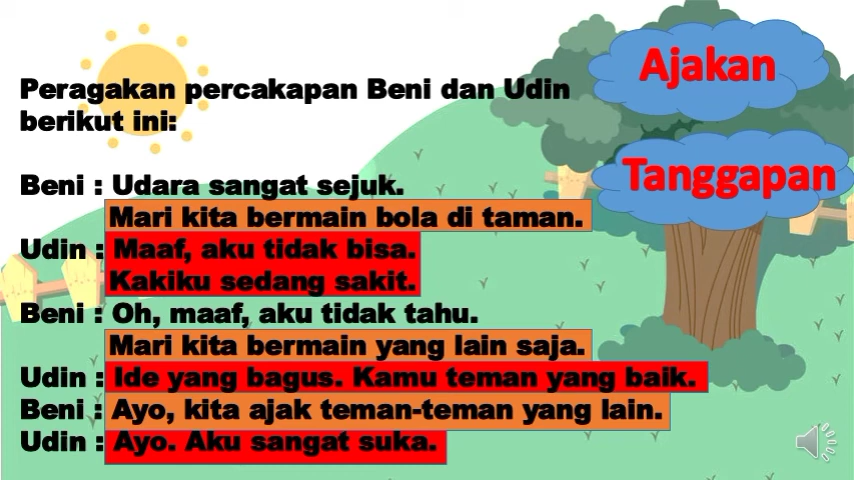 Ajakan
Peragakan percakapan Beni dan Udin
berikut ini:
Tanggapan
Beni : Udara sangat sejuk.
Mari kita bermain bola di taman.
Udin : Maaf, aku tidak bisa.
Kakiku sedang sakit.
Beni : Oh, maaf, aku tidak tahu.
Mari kita bermain yang lain saja.
Udin : Ide yang bagus. Kamu teman yang baik.
Beni : Ayo, kita ajak teman-teman yang lain.
Udin : Ayo. Aku sangat suka.